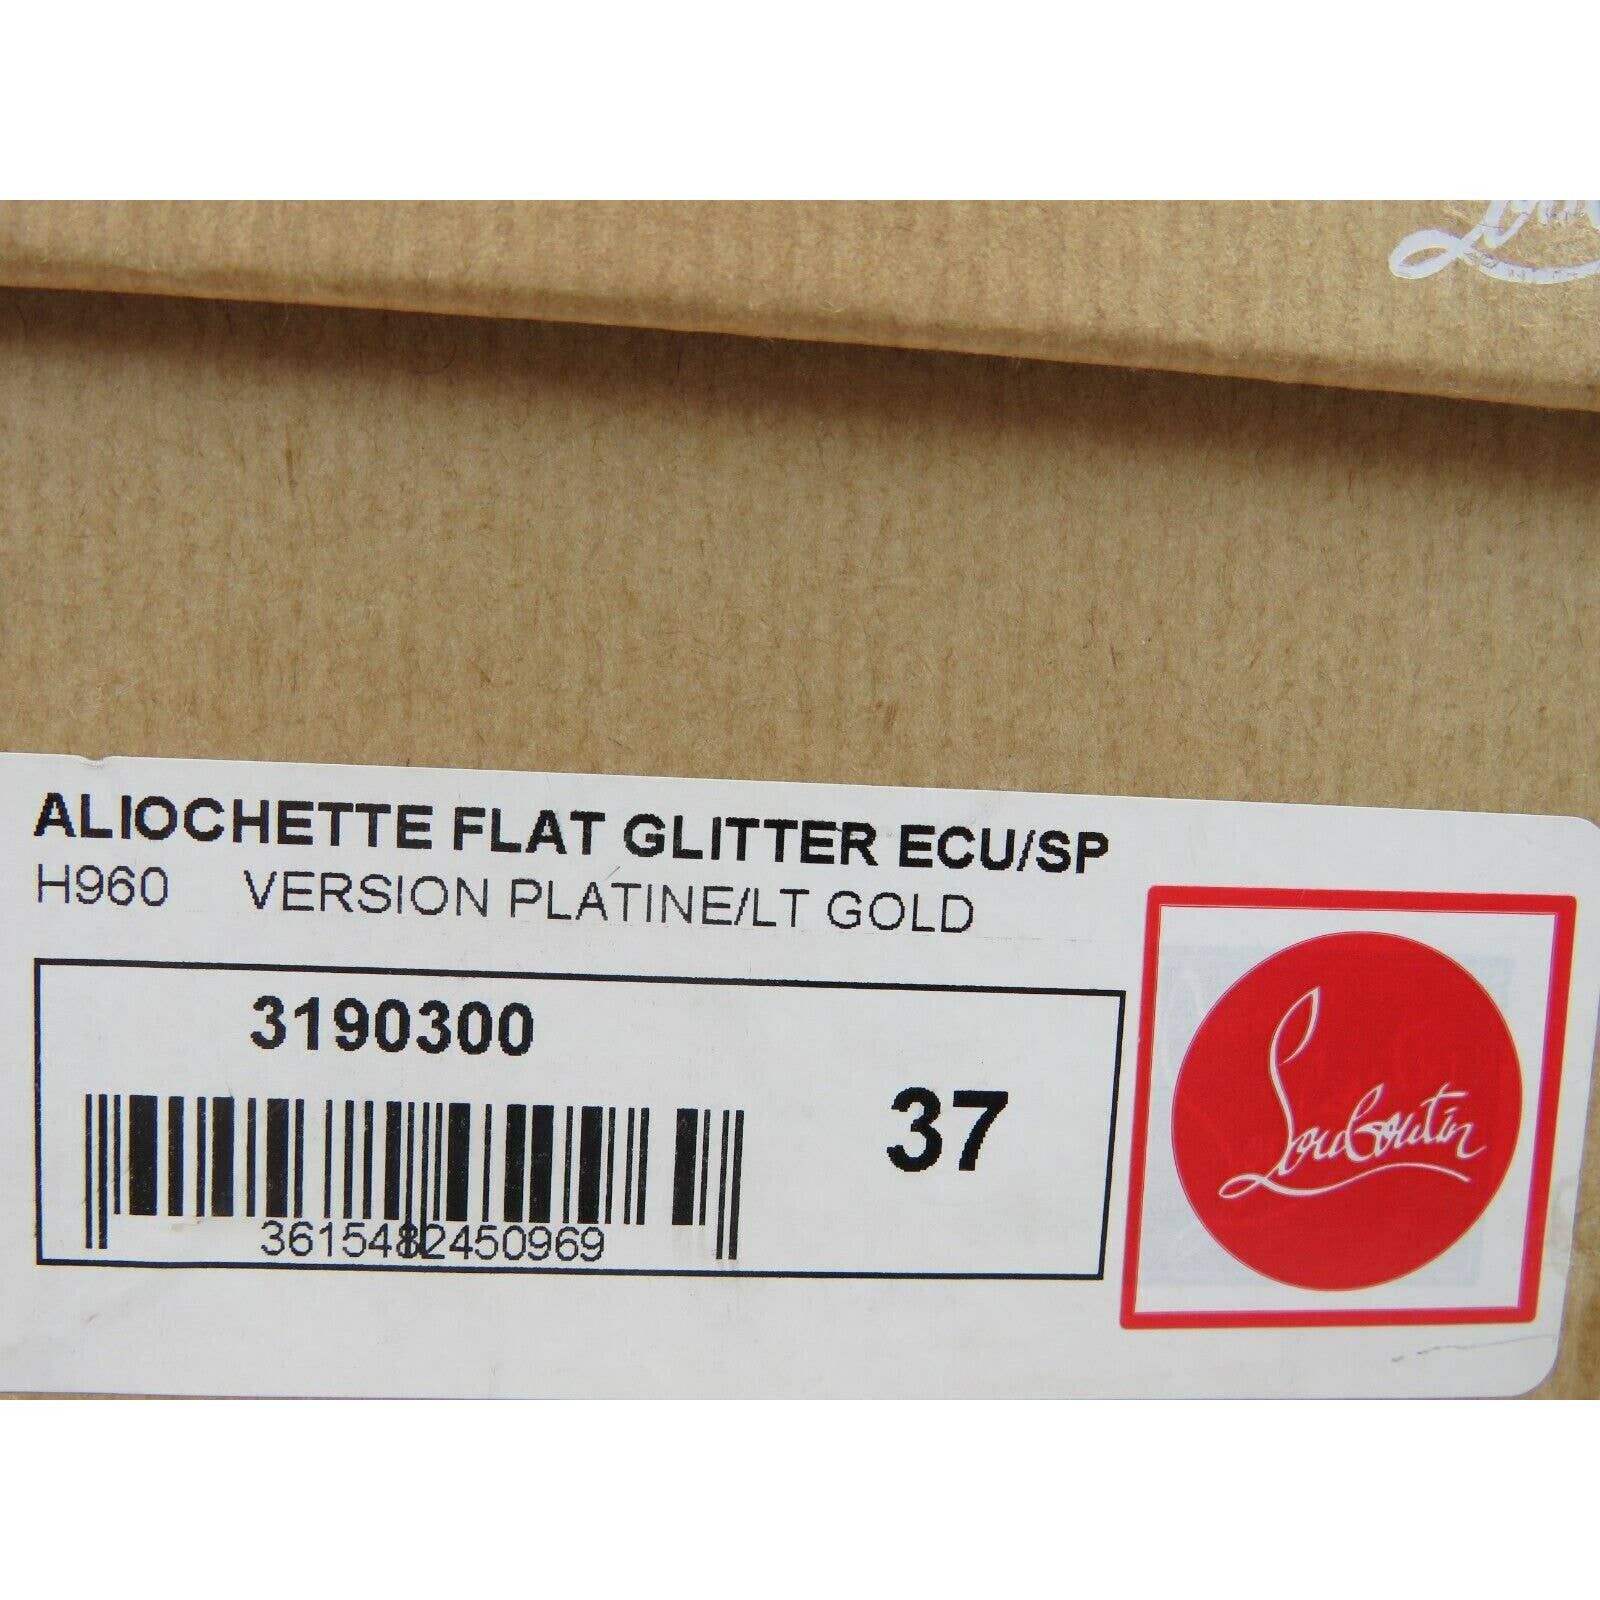 ALIOCHETTE FLAT GLITTER ECU/SP
H960 VERSION PLATINE/LT GOLD
3190300
37
3615482450969
Louboutin